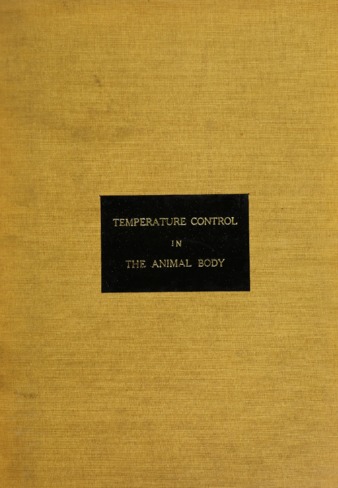 TEMPERATURE CONTROL
IN
THE ANIMAL BODY